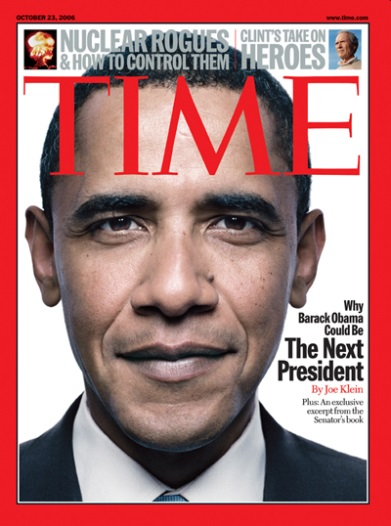 OCTOBER 23, 2006
www.time.com
NUCLEAR ROGUES
& HOW TO CONTROL THEM
CLINT'S TAKE ON
HEROES
TIME
Why
Barack Obama
Could Be
The Next
President
By Joe Klein
Plus: An exclusive
excerpt from the
Senator's book